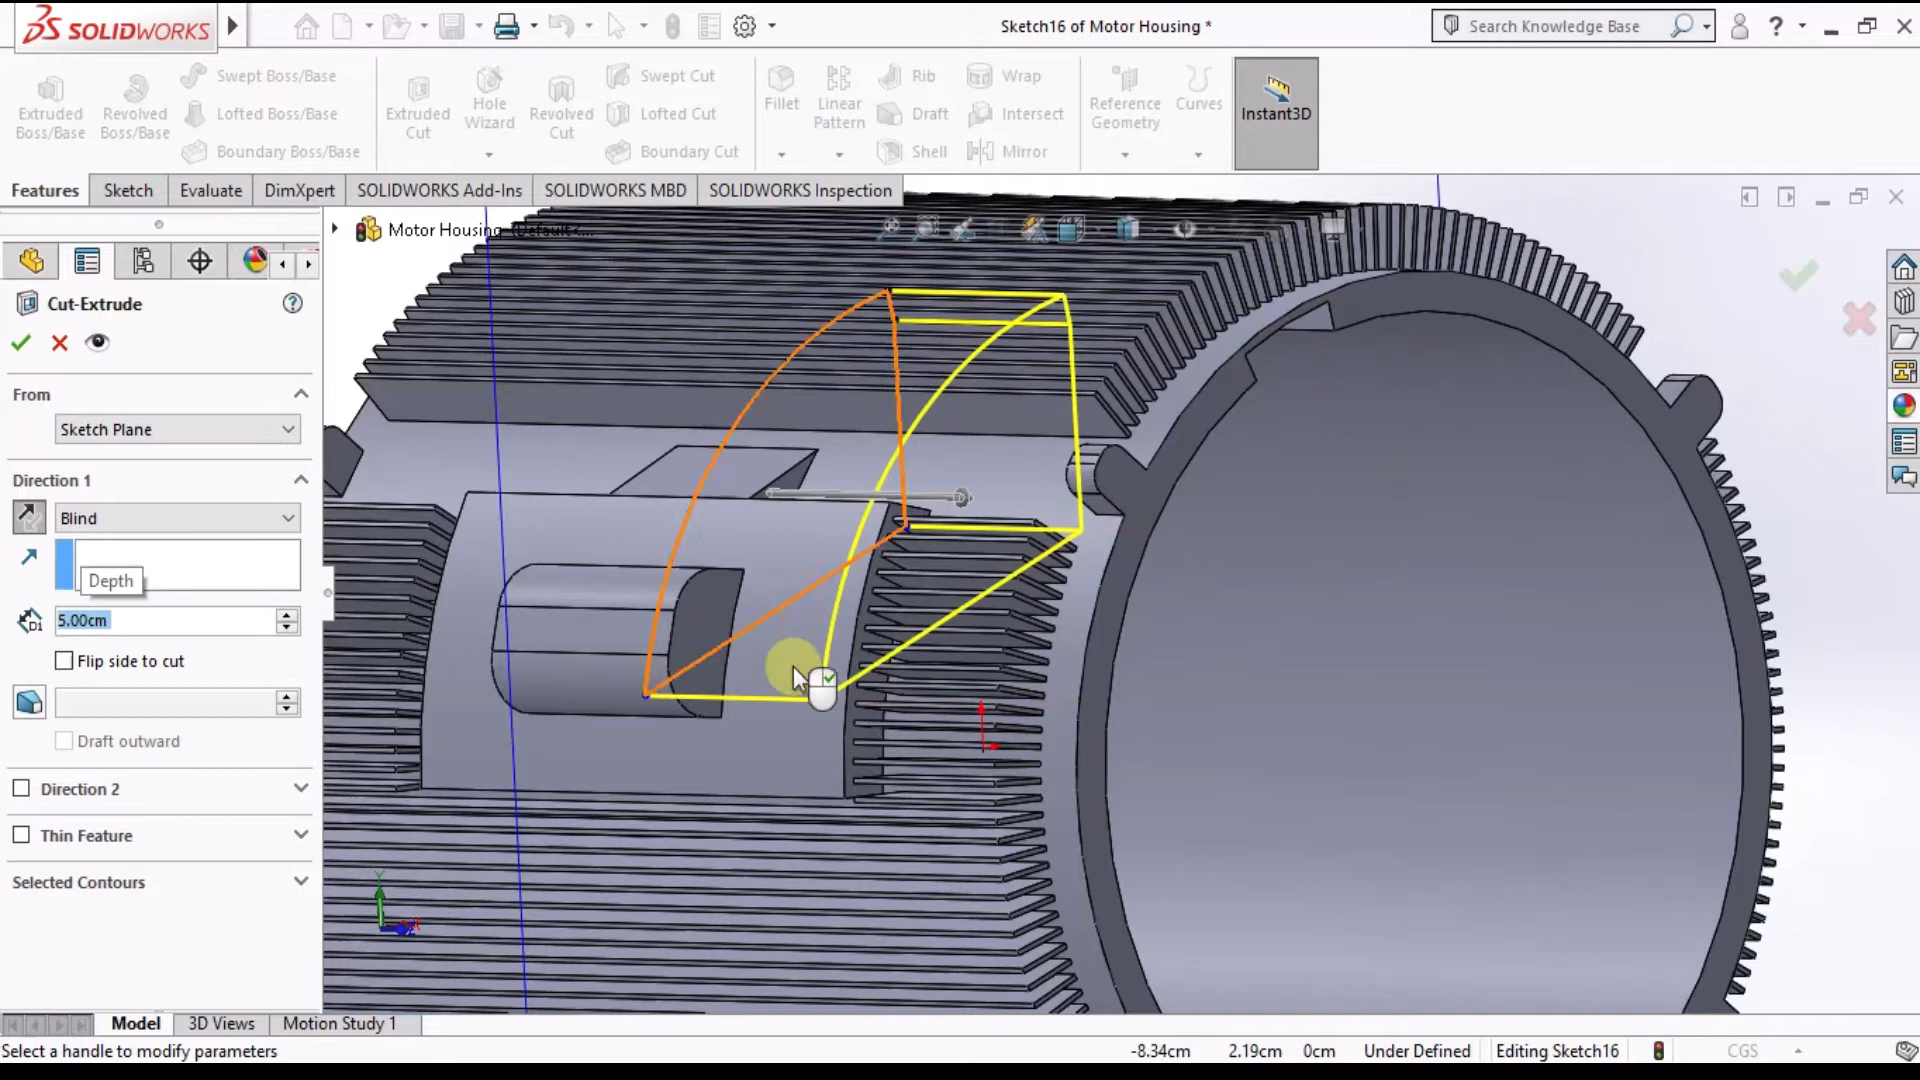 SOLIDWORKS
Sketch16 of Motor Housing *
Search Knowledge Base
?
Extruded Boss/Base
Revolved Boss/Base
Swept Boss/Base
Lofted Boss/Base
Boundary Boss/Base
Extruded Cut
Hole Wizard
Revolved Cut
Swept Cut
Lofted Cut
Boundary Cut
Fillet
Linear Pattern
Rib
Draft
Shell
Wrap
Intersect
Mirror
Reference Geometry
Curves
Instant3D
Features
Sketch
Evaluate
DimXpert
SOLIDWORKS Add-Ins
SOLIDWORKS MBD
SOLIDWORKS Inspection
Motor Housing (Default<...
Cut-Extrude
?
From
Sketch Plane
Direction 1
Blind
Depth
D1
5.00cm
Flip side to cut
Draft outward
Direction 2
Thin Feature
Selected Contours
Y
Model
3D Views
Motion Study 1
Select a handle to modify parameters
-8.34cm
2.19cm
0cm
Under Defined
Editing Sketch16
CGS